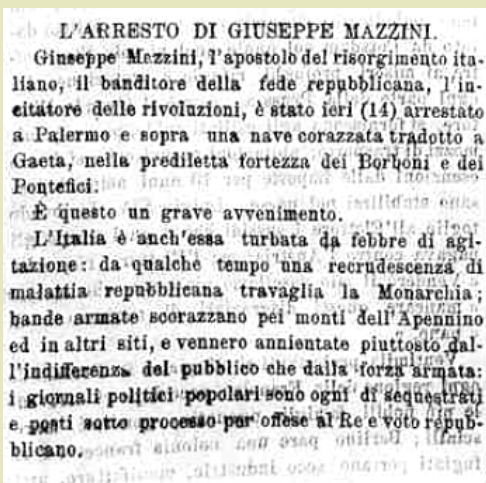 L'ARRESTO DI GIUSEPPE MAZZINI.
Giuseppe Mazzini, l'apostolo del risorgimento ita-
liano, il banditore della fede repubblicana, l'in-
citatore delle rivoluzioni, è stato ieri (14) arrestato
a Palermo e sopra una nave corazzata tradotto a
Gaeta, nella prediletta fortezza dei Borboni e dei
Pontefici.
È questo un grave avvenimento.
L'Italia è anch'essa turbata da febbre di agi-
tazione: da qualche tempo una recrudescenza di
malattia repubblicana travaglia la Monarchia;
bande armate scorazzano pei monti dell'Apennino
ed in altri siti, e vennero annientate piuttosto dal-
l'indifferenza del pubblico che dalla forza armata:
i giornali politici popolari sono ogni dì sequestrati
e posti sotto processo per offese al Re e voto repub-
blicano.